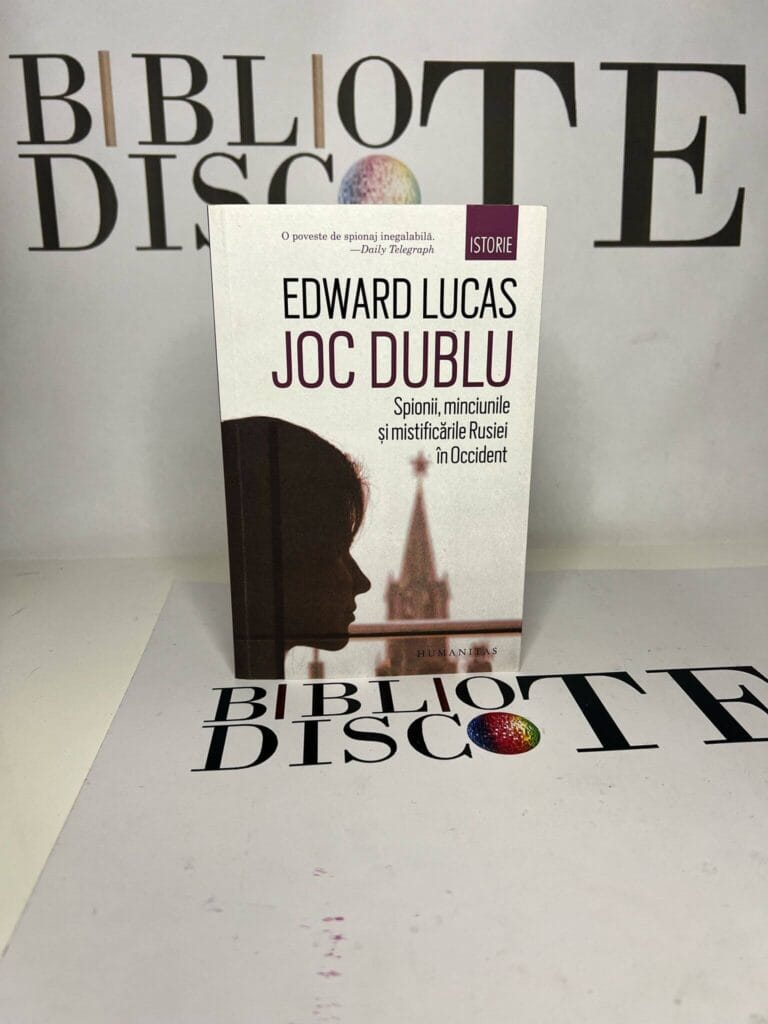 BIBLIOTE
DISCOTE
O poveste de spionaj inegalabilă.
—Daily Telegraph
ISTORIE
EDWARD LUCAS
JOC DUBLU
Spionii, minciunile
și mistificările Rusiei
în Occident
HUMANITAS
BIBLIOTE
DISCOTE